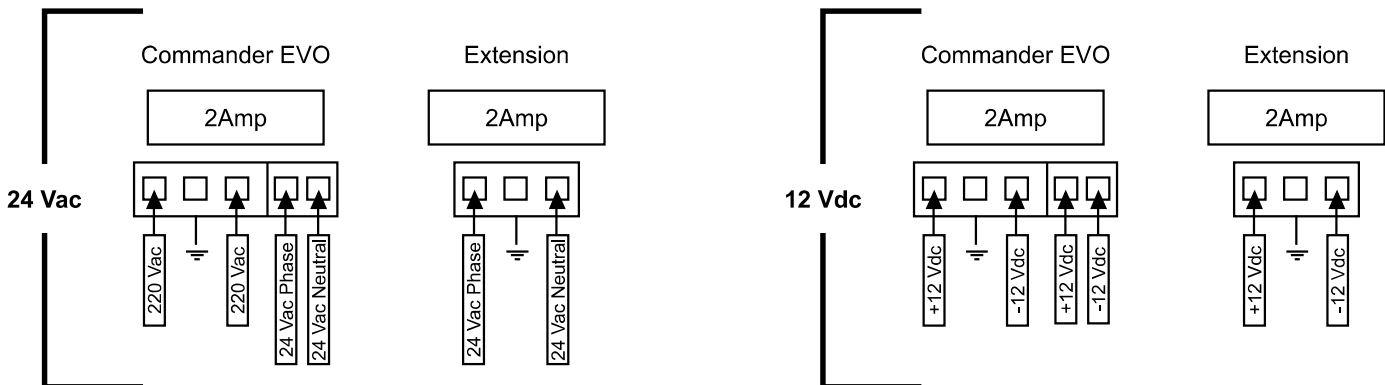 24 Vac
Commander EVO
2Amp
220 Vac
220 Vac
24 Vac Phase
24 Vac Neutral
Extension
2Amp
24 Vac Phase
24 Vac Neutral
12 Vdc
Commander EVO
2Amp
+12 Vdc
-12 Vdc
+12 Vdc
-12 Vdc
Extension
2Amp
+12 Vdc
-12 Vdc